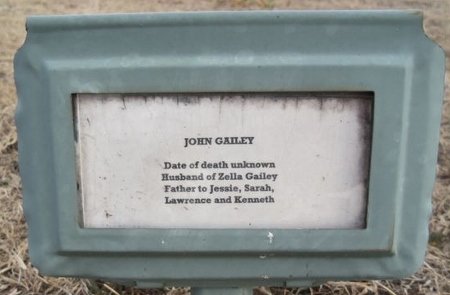 JOHN GAILEY
Date of death unknown
Husband of Zella Gailey
Father to Jessie, Sarah,
Lawrence and Kenneth